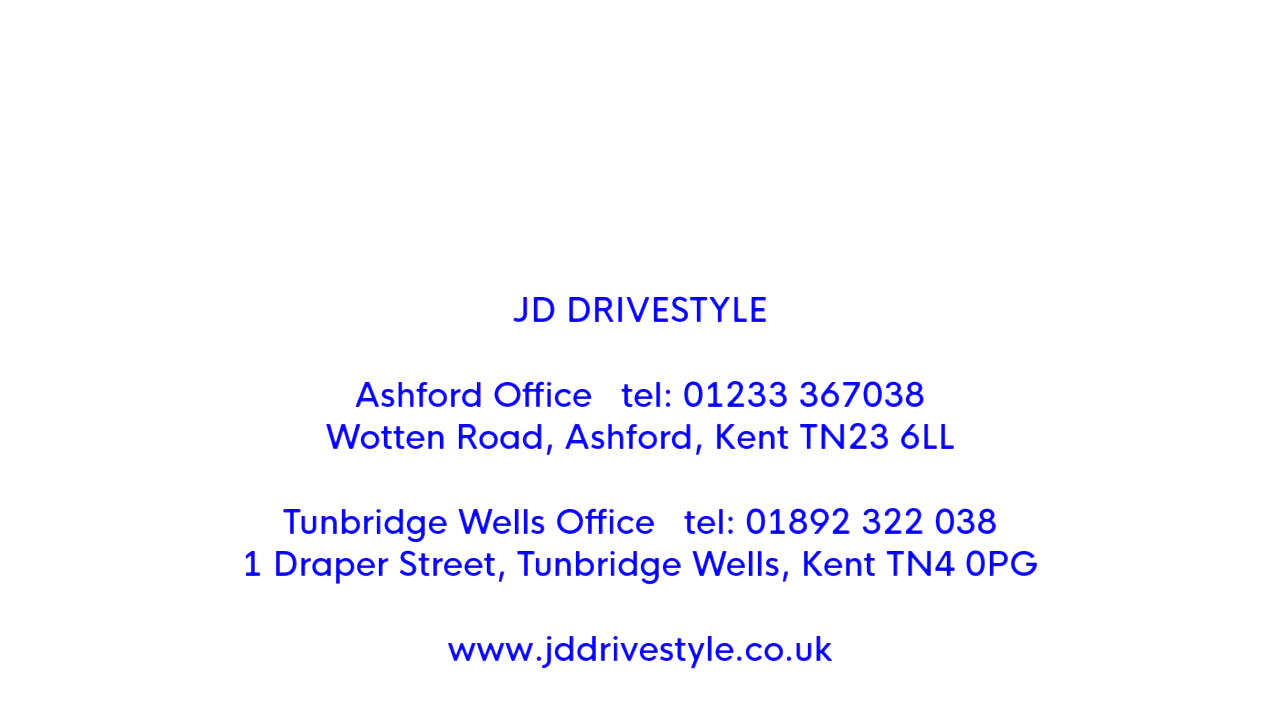 JD DRIVESTYLE
Ashford Office   tel: 01233 367038
Wotten Road, Ashford, Kent TN23 6LL
Tunbridge Wells Office   tel: 01892 322 038
1 Draper Street, Tunbridge Wells, Kent TN4 0PG
www.jddrivestyle.co.uk